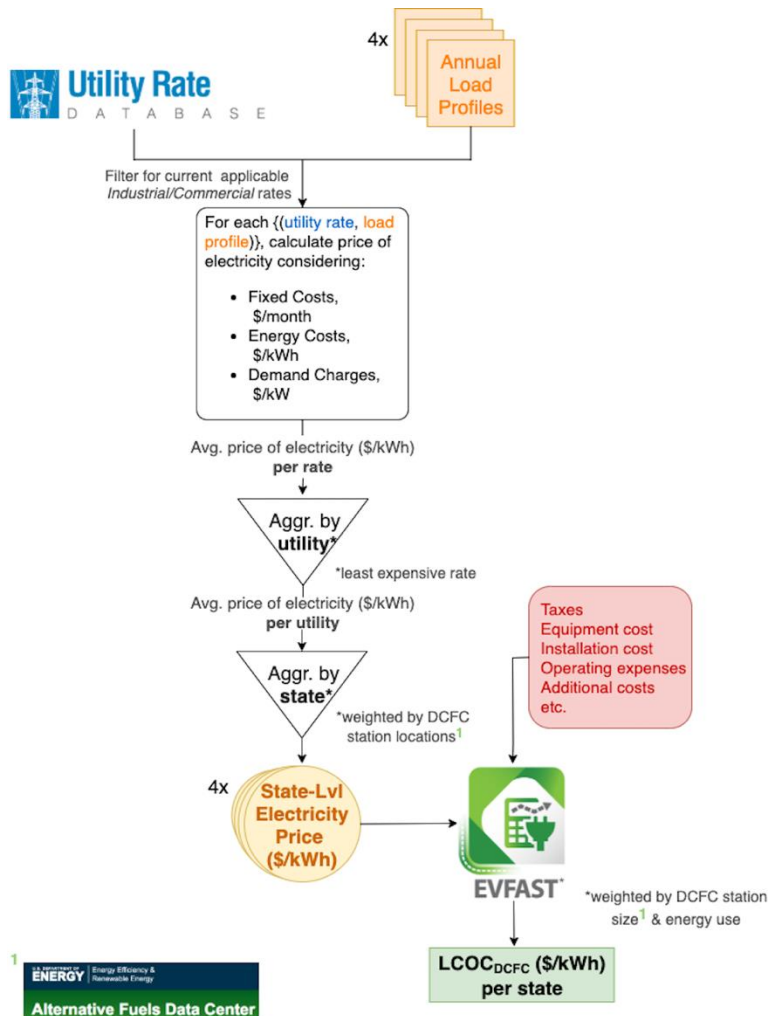 4x
Annual
Load
Profiles
Utility Rate
DATABASE
Filter for current applicable
Industrial/Commercial rates
For each {(utility rate, load
profile)}, calculate price of
electricity considering:
• Fixed Costs,
$/month
• Energy Costs,
$/kWh
• Demand Charges,
$/kW
Avg. price of electricity ($/kWh)
per rate
Aggr. by
utility*
*least expensive rate
Avg. price of electricity ($/kWh)
per utility
Aggr. by
state*
*weighted by DCFC
station locations1
Taxes
Equipment cost
Installation cost
Operating expenses
Additional costs
etc.
4x
State-Lvl
Electricity
Price
($/kWh)
EVFAST*
*weighted by DCFC station
size1 & energy use
LCOCDCFC ($/kWh)
per state
1
U.S. DEPARTMENT OF
ENERGY
Energy Efficiency &
Renewable Energy
Alternative Fuels Data Center